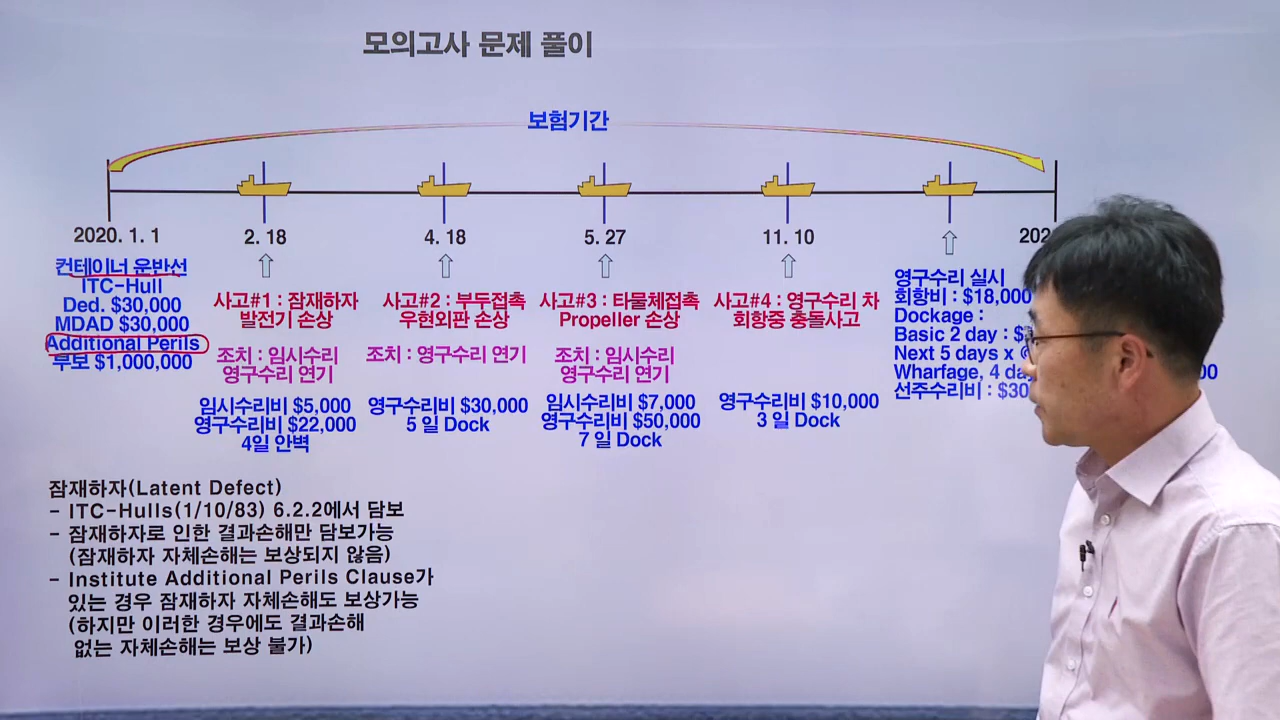 모의고사 문제 풀이
보험기간
2020. 1. 1
2. 18
4. 18
5. 27
11. 10
컨테이너 운반선
ITC-Hull
Ded. $30,000
MDAD $30,000
Additional Perils
부보 $1,000,000
사고#1 : 잠재하자
발전기 손상
조치 : 임시수리
영구수리 연기
임시수리비 $5,000
영구수리비 $22,000
4일 안벽
사고#2 : 부두접촉
우현외판 손상
조치 : 영구수리 연기
영구수리비 $30,000
5 일 Dock
사고#3 : 타물체접촉
Propeller 손상
조치 : 임시수리
영구수리 연기
임시수리비 $7,000
영구수리비 $50,000
7 일 Dock
사고#4 : 영구수리 차
회항중 충돌사고
영구수리비 $10,000
3 일 Dock
영구수리 실시
회항비 : $18,000
Dockage :
Basic 2 day :
Next 5 days x
Wharfage, 4
선주수리비 :
잠재하자(Latent Defect)
- ITC-Hulls(1/10/83) 6.2.2에서 담보
- 잠재하자로 인한 결과손해만 담보가능
(잠재하자 자체손해는 보상되지 않음)
- Institute Additional Perils Clause가
있는 경우 잠재하자 자체손해도 보상가능
(하지만 이러한 경우에도 결과손해
없는 자체손해는 보상 불가)